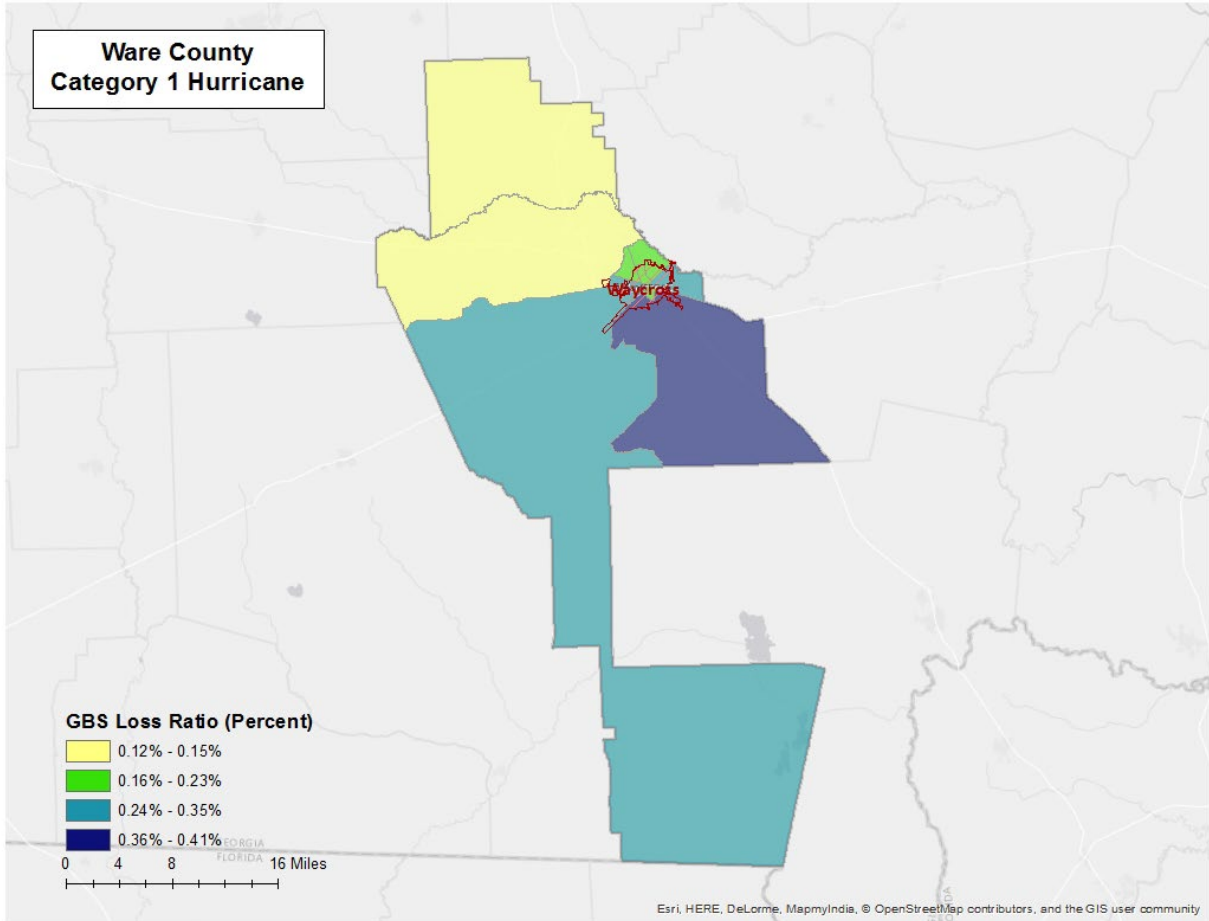 Ware County
Category 1 Hurricane
Waycross
GBS Loss Ratio (Percent)
0.12% - 0.15%
0.16% - 0.23%
0.24% - 0.35%
0.36% - 0.41%
GEORGIA
FLORIDA
0 4 8 16 Miles
Esri, HERE, DeLorme, MapmyIndia, © OpenStreetMap contributors, and the GIS user community